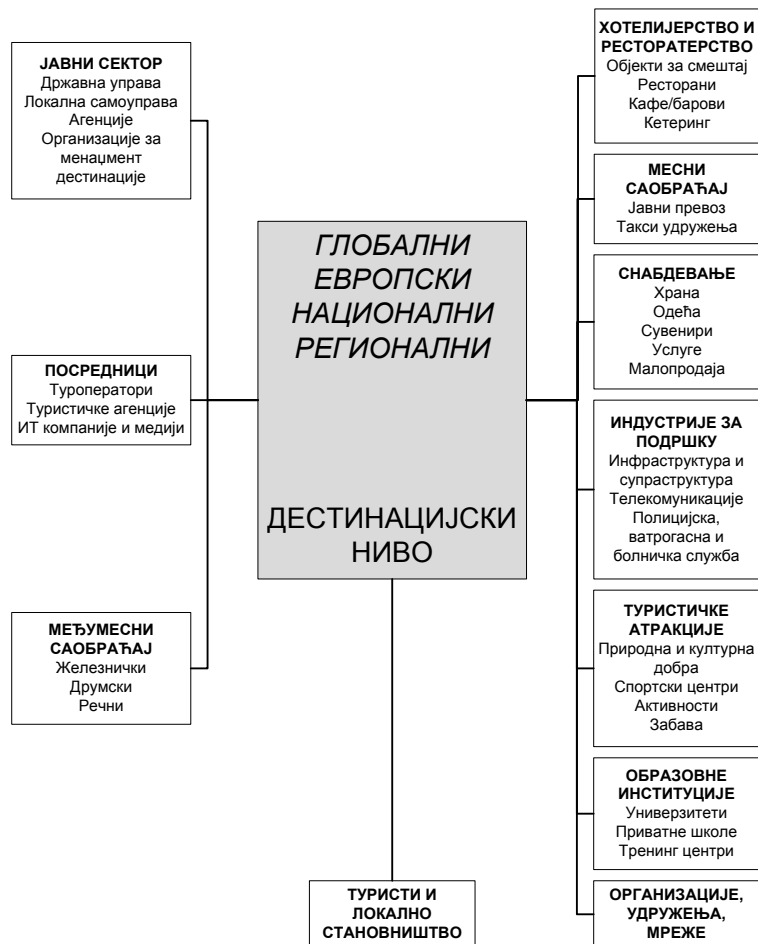 ЈАВНИ СЕКТОР
Државна управа
Локална самоуправа
Агенције
Организације за
менаџмент
дестинације
ПОСРЕДНИЦИ
Туроператори
Туристичке агенције
ИТ компаније и медији
МЕЂУМЕСНИ
САОБРАЋАЈ
Железнички
Друмски
Речни
ГЛОБАЛНИ
ЕВРОПСКИ
НАЦИОНАЛНИ
РЕГИОНАЛНИ
ДЕСТИНАЦИЈСКИ
НИВО
ТУРИСТИ И
ЛОКАЛНО
СТАНОВНИШТВО
ХОТЕЛИЈЕРСТВО И
РЕСТОРАТЕРСТВО
Објекти за смештај
Ресторани
Кафе/барови
Кетеринг
МЕСНИ
САОБРАЋАЈ
Јавни превоз
Такси удружења
СНАБДЕВАЊЕ
Храна
Одећа
Сувенири
Услуге
Малопродаја
ИНДУСТРИЈЕ ЗА
ПОДРШКУ
Инфраструктура и
супраструктура
Телекомуникације
Полицијска,
ватрогасна и
болничка служба
ТУРИСТИЧКЕ
АТРАКЦИЈЕ
Природна и културна
добра
Спортски центри
Активности
Забава
ОБРАЗОВНЕ
ИНСТИТУЦИЈЕ
Универзитети
Приватне школе
Тренинг центри
ОРГАНИЗАЦИЈЕ,
УДРУЖЕЊА,
МРЕЖЕ